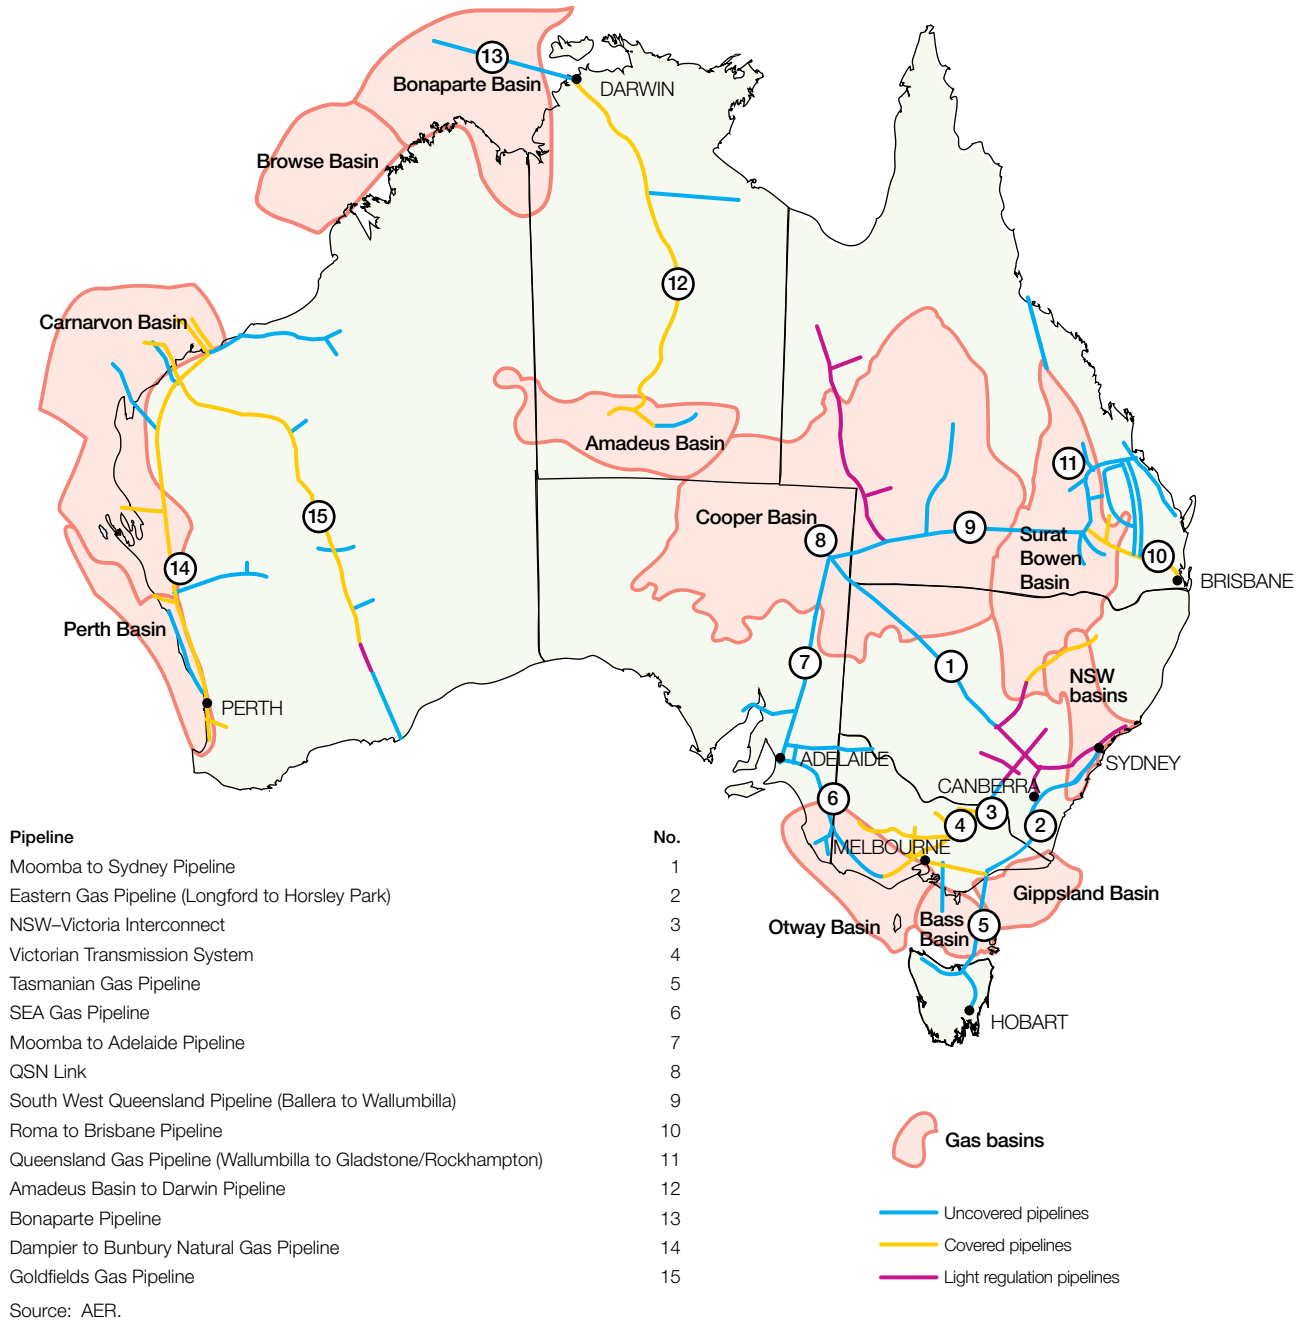 13
DARWIN
Bonaparte Basin
Browse Basin
12
Carnarvon Basin
Amadeus Basin
11
15
Cooper Basin
8
9
Surat
Bowen
Basin
10
BRISBANE
14
Perth Basin
7
1
NSW
basins
PERTH
ADELAIDE
SYDNEY
CANBERRA
6
3
4
2
MELBOURNE
Gippsland Basin
Otway Basin
Bass
Basin
5
HOBART
Pipeline No.
Moomba to Sydney Pipeline 1
Eastern Gas Pipeline (Longford to Horsley Park) 2
NSW–Victoria Interconnect 3
Victorian Transmission System 4
Tasmanian Gas Pipeline 5
SEA Gas Pipeline 6
Moomba to Adelaide Pipeline 7
QSN Link 8
South West Queensland Pipeline (Ballera to Wallumbilla) 9
Roma to Brisbane Pipeline 10
Queensland Gas Pipeline (Wallumbilla to Gladstone/Rockhampton) 11
Amadeus Basin to Darwin Pipeline 12
Bonaparte Pipeline 13
Dampier to Bunbury Natural Gas Pipeline 14
Goldfields Gas Pipeline 15
Source: AER.
Gas basins
Uncovered pipelines
Covered pipelines
Light regulation pipelines